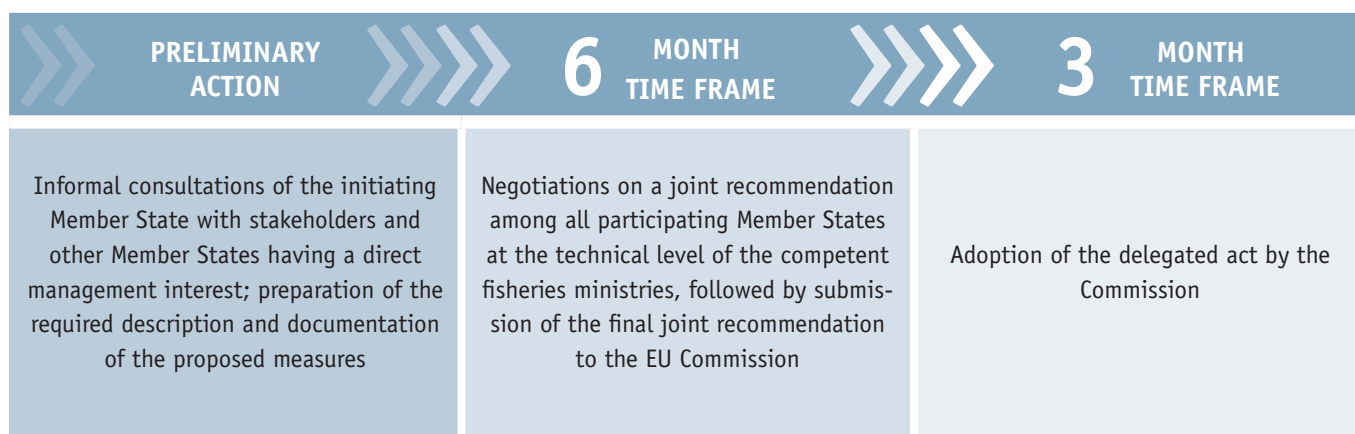 PRELIMINARY
ACTION
6
MONTH
TIME FRAME
3
MONTH
TIME FRAME
Informal consultations of the initiating
Member State with stakeholders and
other Member States having a direct
management interest; preparation of the
required description and documentation
of the proposed measures
Negotiations on a joint recommendation
among all participating Member States
at the technical level of the competent
fisheries ministries, followed by submis-
sion of the final joint recommendation
to the EU Commission
Adoption of the delegated act by the
Commission